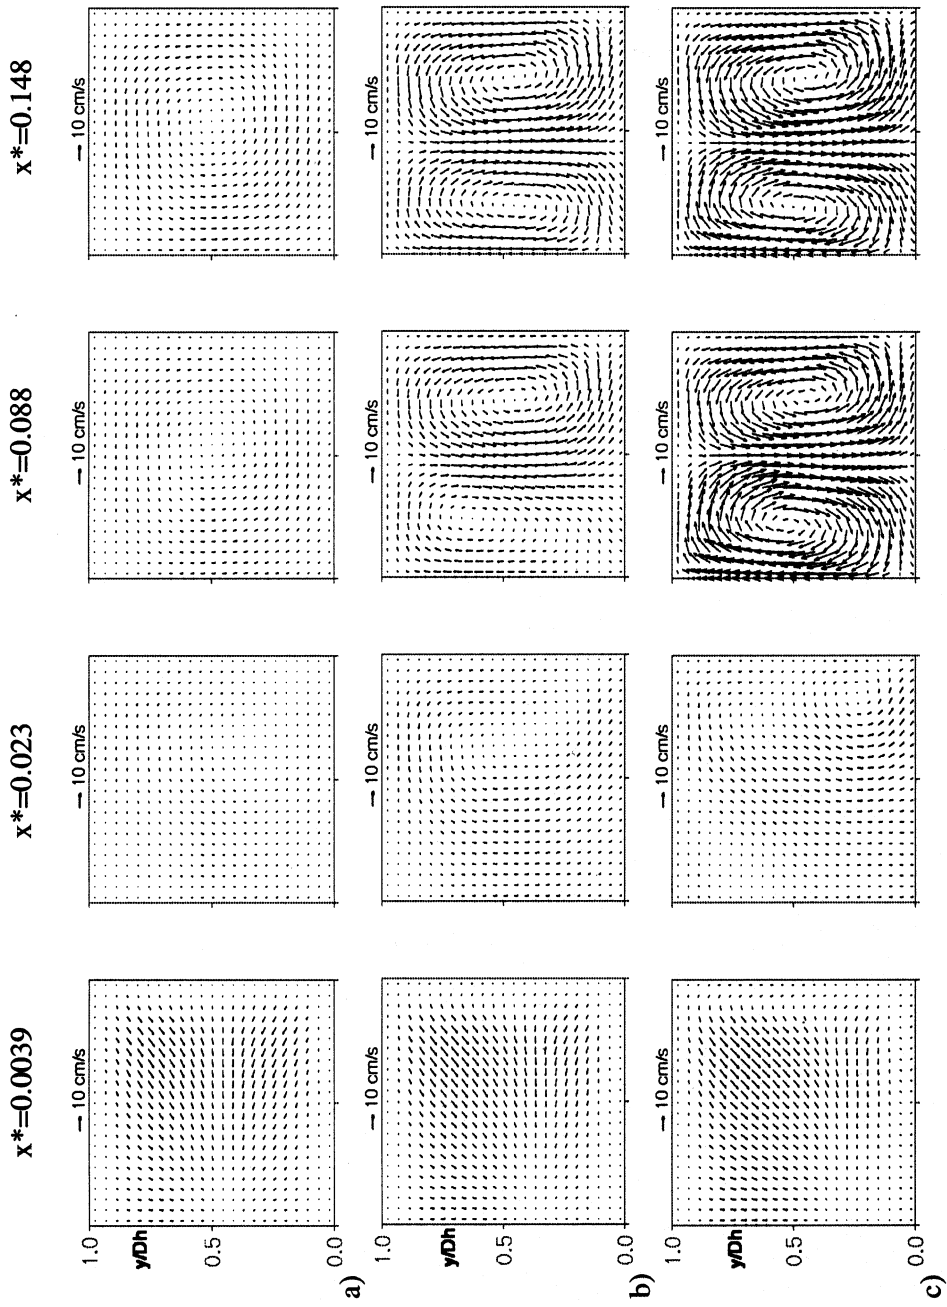 x*=0.0039
x*=0.023
x*=0.088
x*=0.148
→ 10 cm/s
→ 10 cm/s
→ 10 cm/s
→ 10 cm/s
1.0
y/Dh
0.5
0.0
a)
→ 10 cm/s
→ 10 cm/s
→ 10 cm/s
→ 10 cm/s
1.0
y/Dh
0.5
0.0
b)
→ 10 cm/s
→ 10 cm/s
→ 10 cm/s
→ 10 cm/s
1.0
y/Dh
0.5
0.0
c)